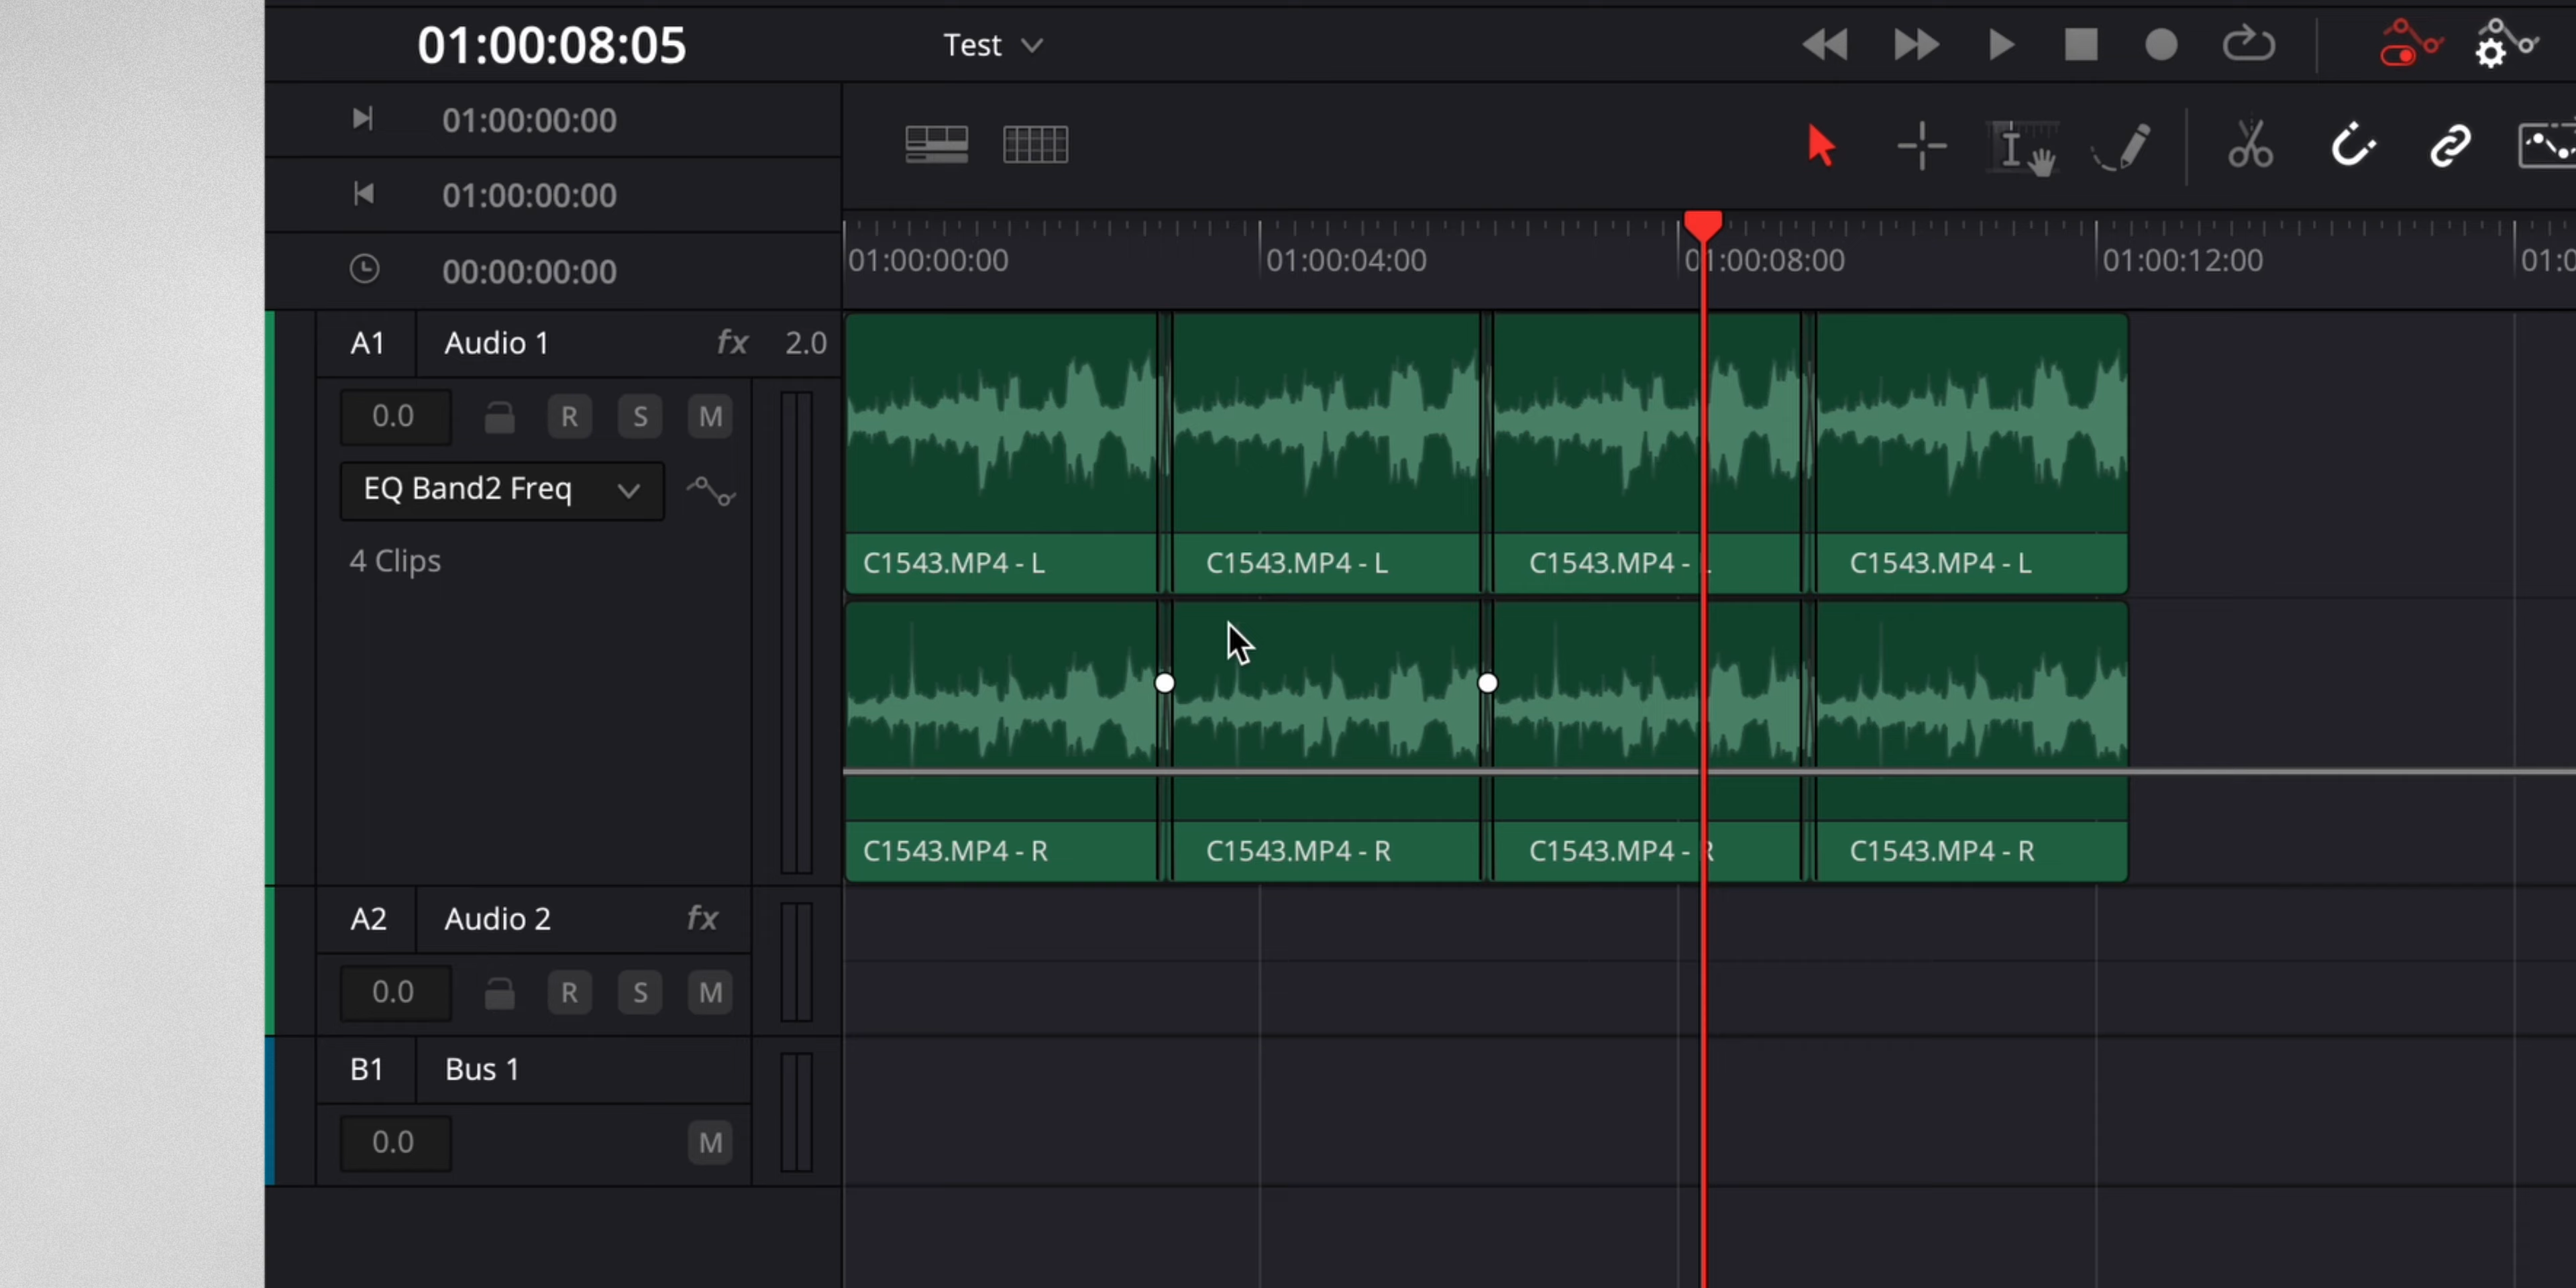 01:00:08:05
Test
01:00:00:00
01:00:00:00
00:00:00:00
01:00:00:00 01:00:04:00 01:00:08:00 01:00:12:00
A1 Audio 1 fx 2.0
0.0 R S M
EQ Band2 Freq
4 Clips
C1543.MP4 - L C1543.MP4 - L C1543.MP4 - L C1543.MP4 - L
C1543.MP4 - R C1543.MP4 - R C1543.MP4 - R C1543.MP4 - R
A2 Audio 2 fx
0.0 R S M
B1 Bus 1
0.0 M